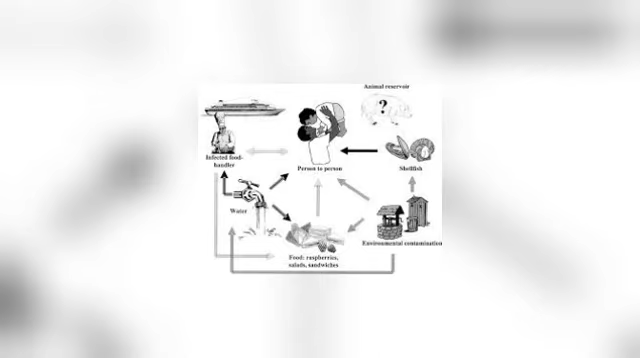 Animal reservoir
?
Infected food-
handler
Person to person
Shellfish
Water
Environmental contamination
Food: raspberries,
salads, sandwiches